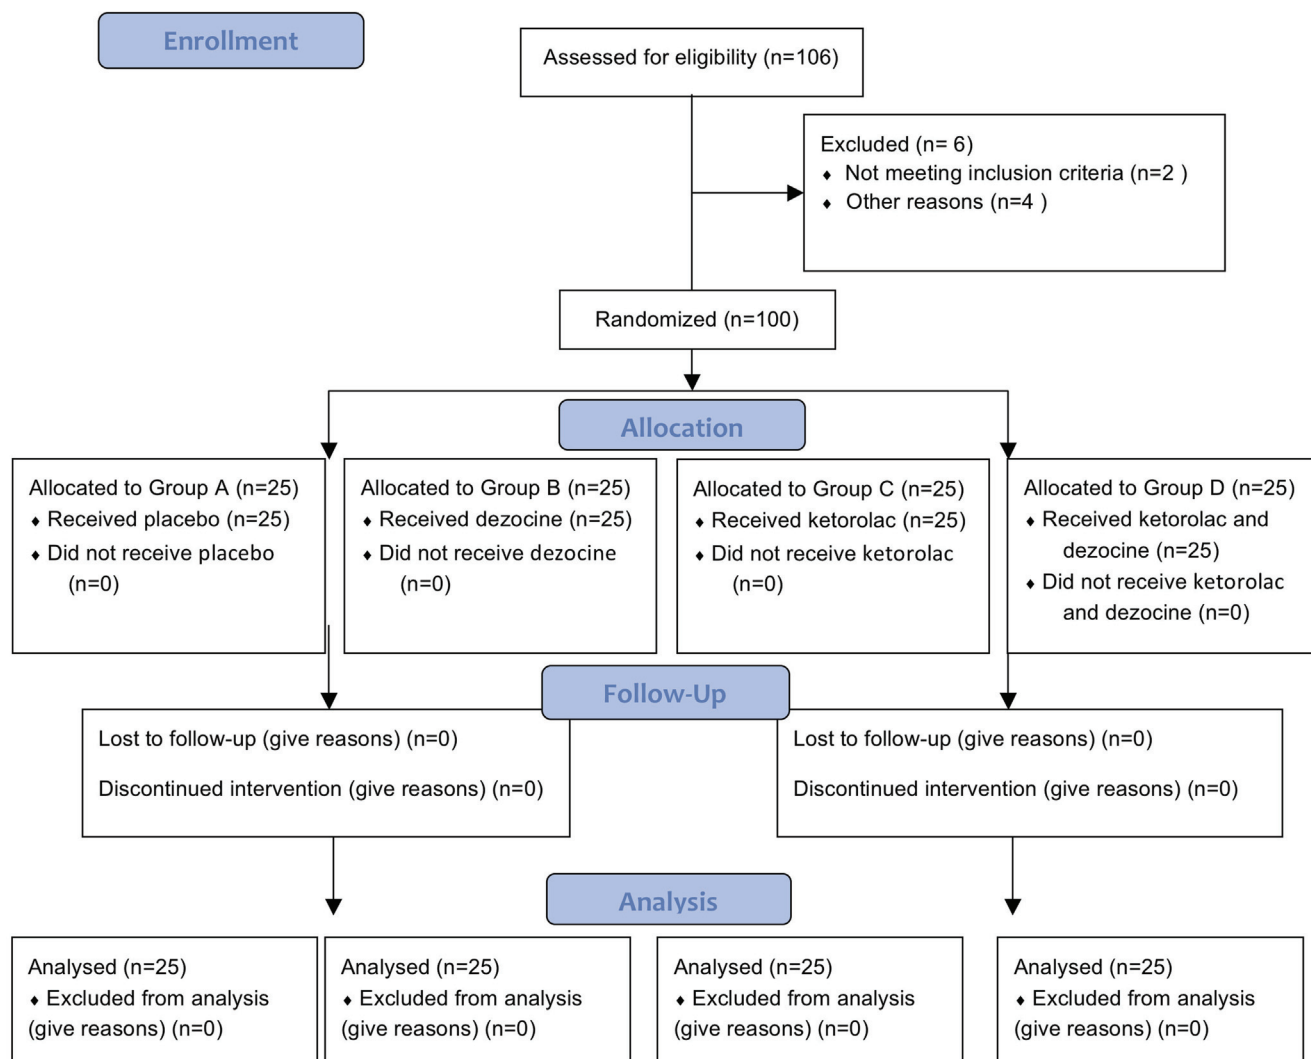 Enrollment
Assessed for eligibility (n=106)
Excluded (n= 6)
♦ Not meeting inclusion criteria (n=2 )
♦ Other reasons (n=4 )
Randomized (n=100)
Allocation
Allocated to Group A (n=25)
♦ Received placebo (n=25)
♦ Did not receive placebo
(n=0)
Allocated to Group B (n=25)
♦ Received dezocine (n=25)
♦ Did not receive dezocine
(n=0)
Allocated to Group C (n=25)
♦ Received ketorolac (n=25)
♦ Did not receive ketorolac
(n=0)
Allocated to Group D (n=25)
♦ Received ketorolac and
dezocine (n=25)
♦ Did not receive ketorolac
and dezocine (n=0)
Follow-Up
Lost to follow-up (give reasons) (n=0)
Discontinued intervention (give reasons) (n=0)
Lost to follow-up (give reasons) (n=0)
Discontinued intervention (give reasons) (n=0)
Analysis
Analysed (n=25)
♦ Excluded from analysis
(give reasons) (n=0)
Analysed (n=25)
♦ Excluded from analysis
(give reasons) (n=0)
Analysed (n=25)
♦ Excluded from analysis
(give reasons) (n=0)
Analysed (n=25)
♦ Excluded from analysis
(give reasons) (n=0)